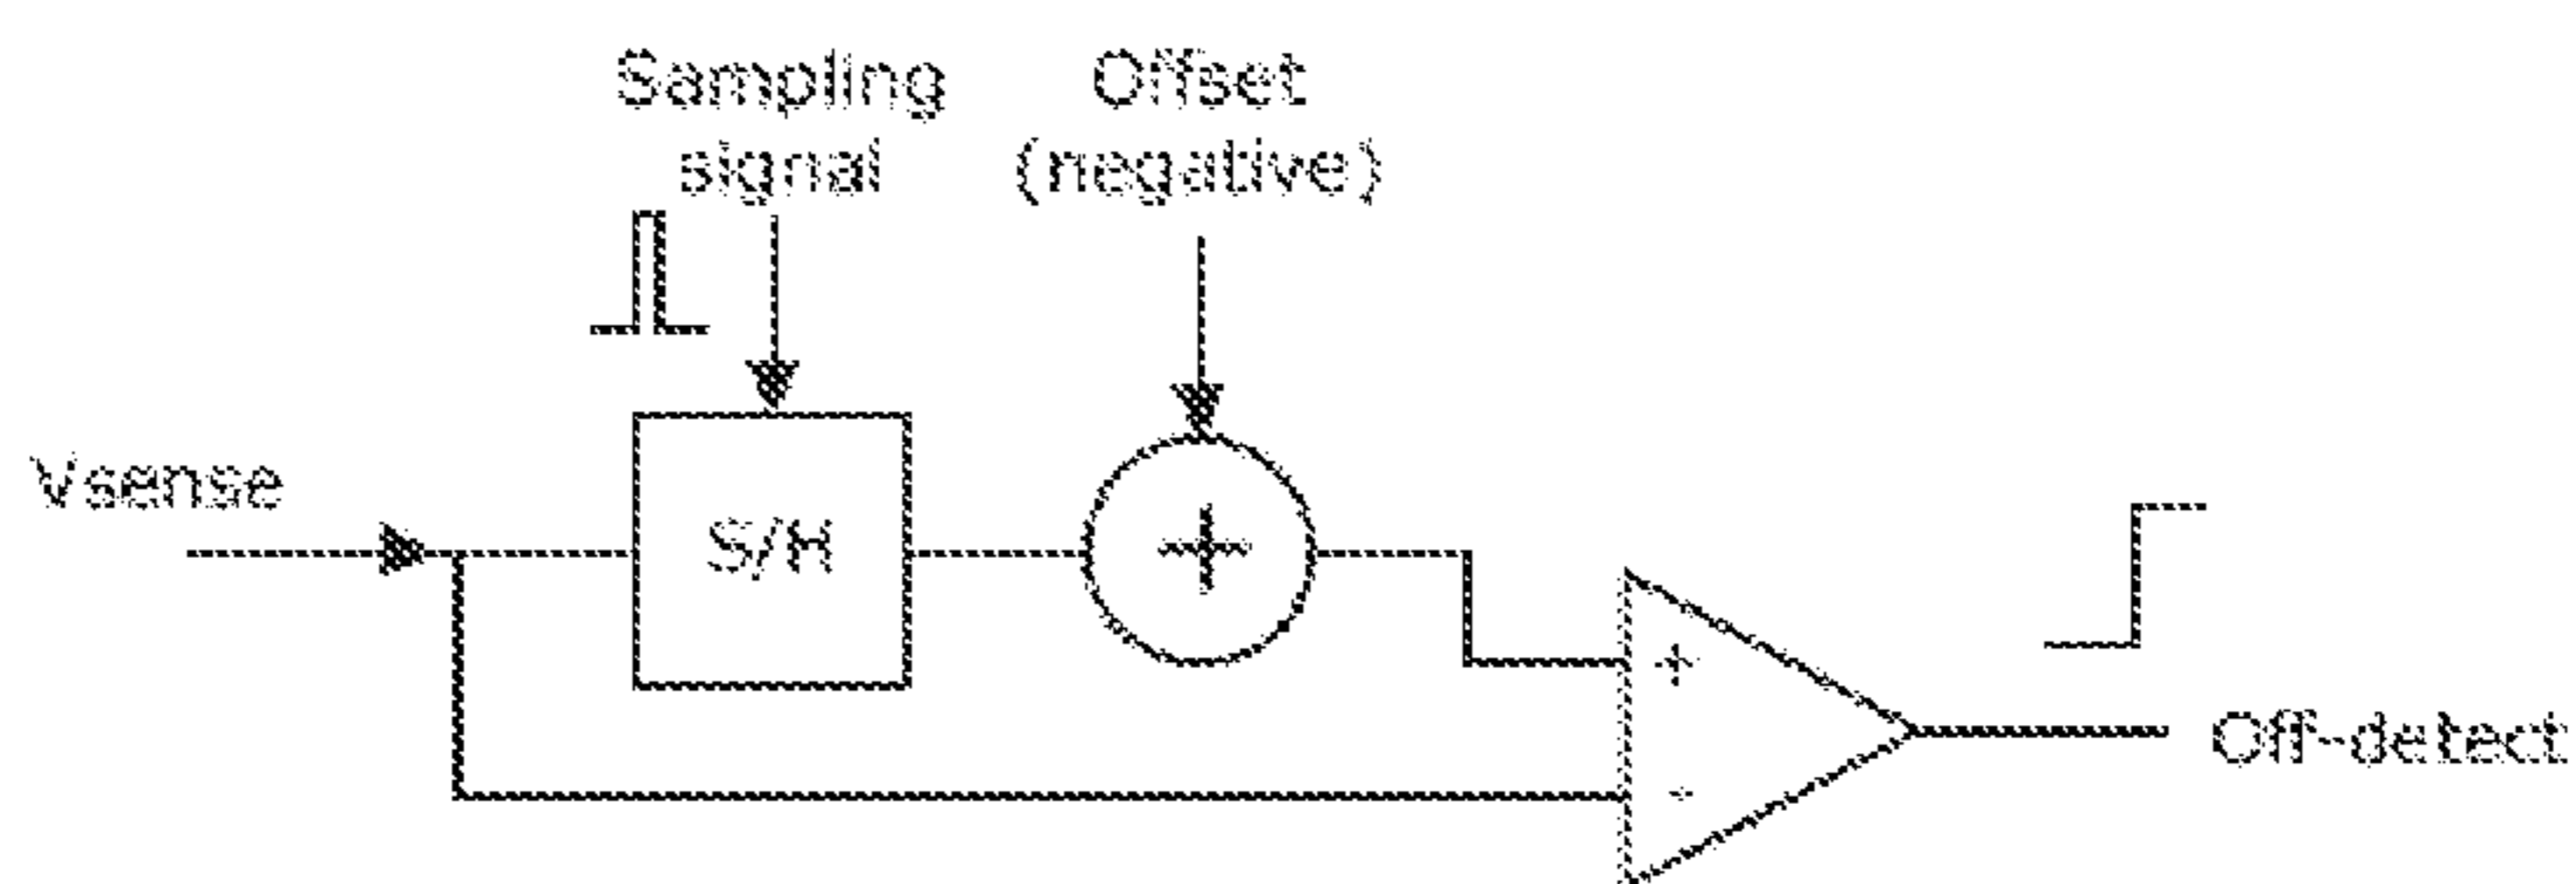 Sampling
signal
Offset
(negative)
Vsense
S/H
+
+
-
Off-detect